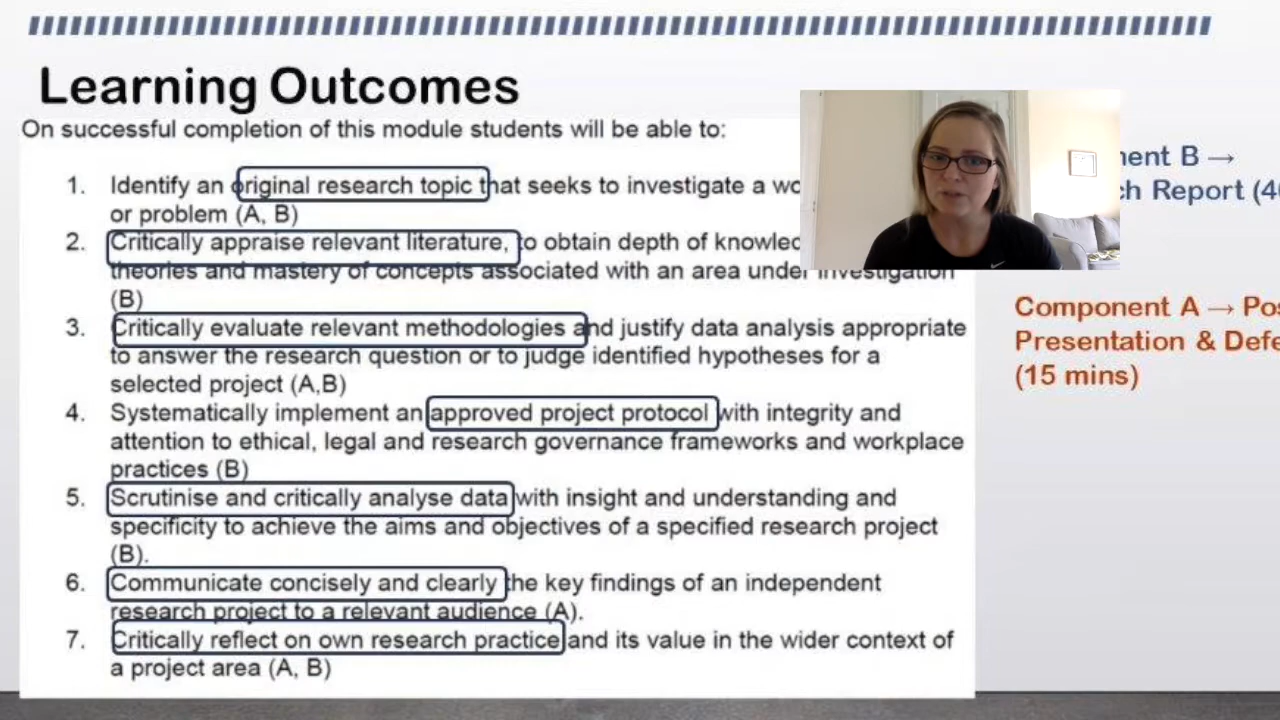 Learning Outcomes
On successful completion of this module students will be able to:
1. Identify an original research topic that seeks to investigate a
or problem (A, B)
2. Critically appraise relevant literature, to obtain depth of
theories and mastery of concepts associated with an area under investigation
(B)
3. Critically evaluate relevant methodologies and justify data analysis appropriate
to answer the research question or to judge identified hypotheses for a
selected project (A,B)
4. Systematically implement an approved project protocol with integrity and
attention to ethical, legal and research governance frameworks and workplace
practices (B)
5. Scrutinise and critically analyse data with insight and understanding and
specificity to achieve the aims and objectives of a specified research project
(B).
6. Communicate concisely and clearly the key findings of an independent
research project to a relevant audience (A).
7. Critically reflect on own research practice and its value in the wider context of
a project area (A, B)
B →
Report
Component A →
Presentation &
(15 mins)